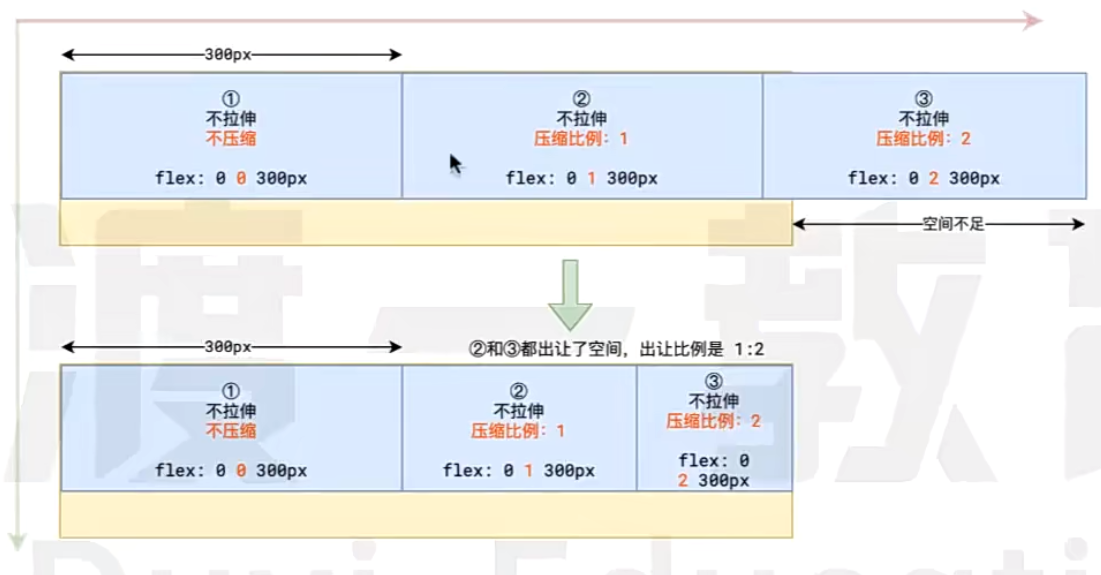 300px
①
不拉伸
不压缩
flex: 0 0 300px
②
不拉伸
压缩比例: 1
flex: 0 1 300px
③
不拉伸
压缩比例: 2
flex: 0 2 300px
空间不足
300px
②和③都出让了空间, 出让比例是 1:2
①
不拉伸
不压缩
flex: 0 0 300px
②
不拉伸
压缩比例: 1
flex: 0 1 300px
③
不拉伸
压缩比例: 2
flex: 0
2 300px
渡一教